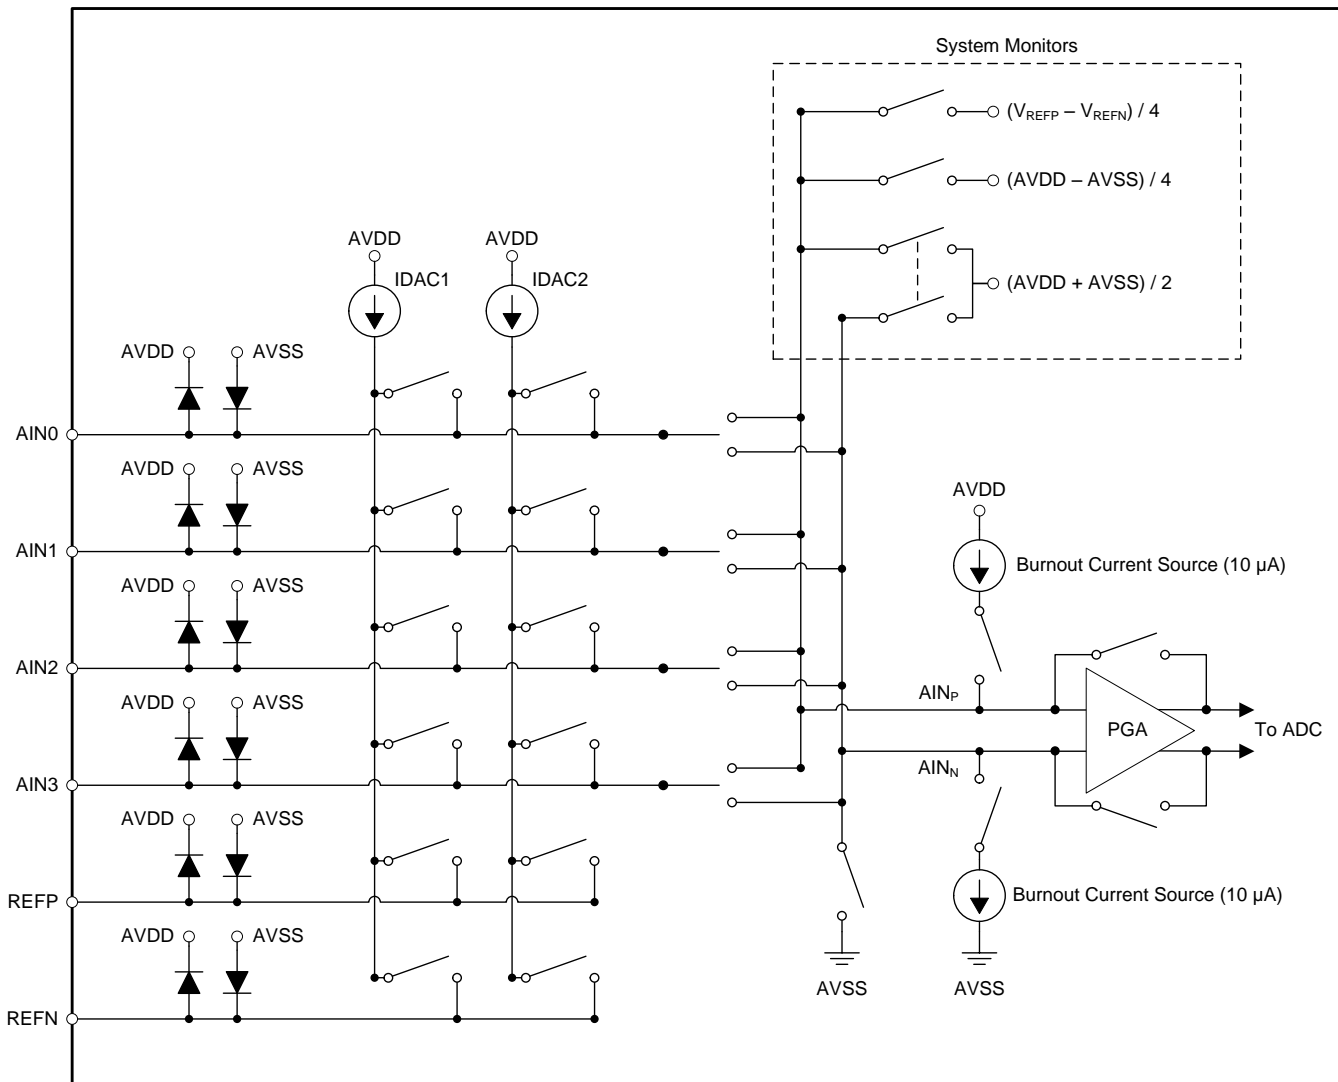 System Monitors
(VREFP – VREFN) / 4
(AVDD – AVSS) / 4
AVDD AVDD
IDAC1 IDAC2
(AVDD + AVSS) / 2
AVDD AVSS
AIN0
AVDD AVSS
AVDD
AIN1
Burnout Current Source (10 µA)
AVDD AVSS
AIN2
AINP
AVDD AVSS
PGA
To ADC
AINN
AIN3
AVDD AVSS
Burnout Current Source (10 µA)
REFP
AVDD AVSS
AVSS AVSS
REFN